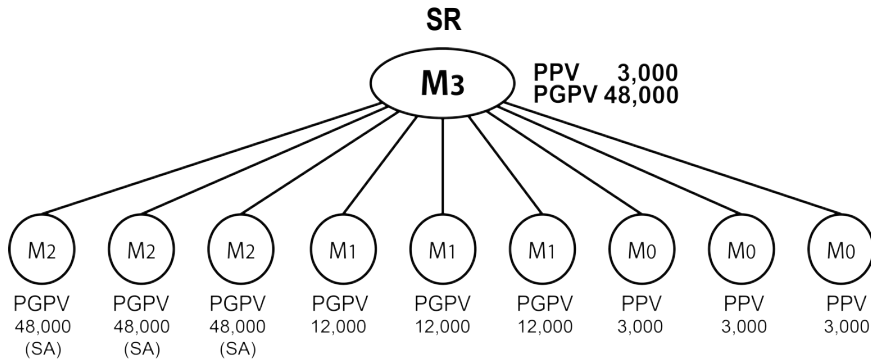 SR
M3
PPV 3,000
PGPV 48,000
M2 M2 M2 M1 M1 M1 M0 M0 M0
PGPV PGPV PGPV PGPV PGPV PGPV PPV PPV PPV
48,000 48,000 48,000 12,000 12,000 12,000 3,000 3,000 3,000
(SA) (SA) (SA)